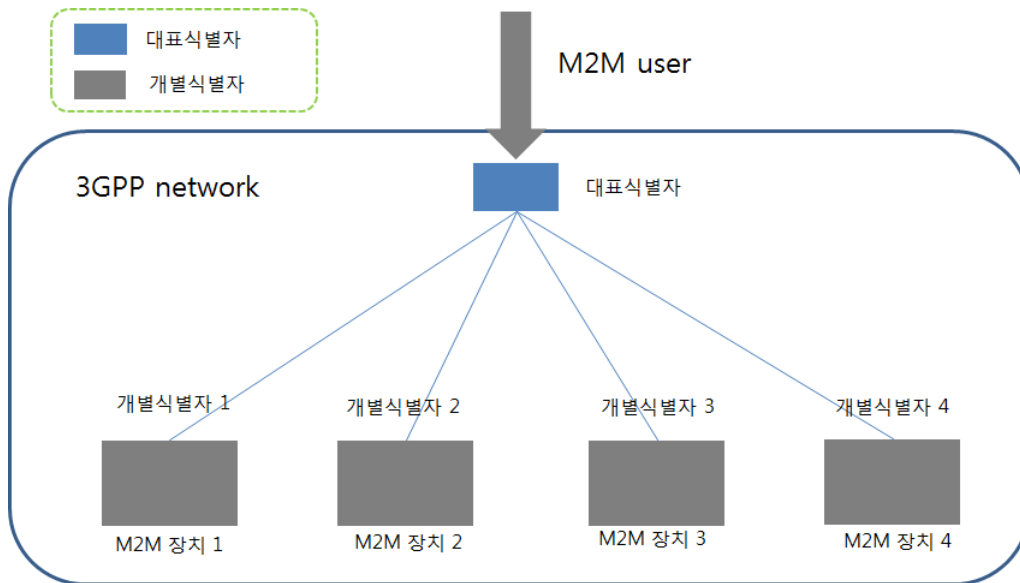 대표식별자
개별식별자
M2M user
3GPP network
대표식별자
개별식별자 1
개별식별자 2
개별식별자 3
개별식별자 4
M2M 장치 1
M2M 장치 2
M2M 장치 3
M2M 장치 4